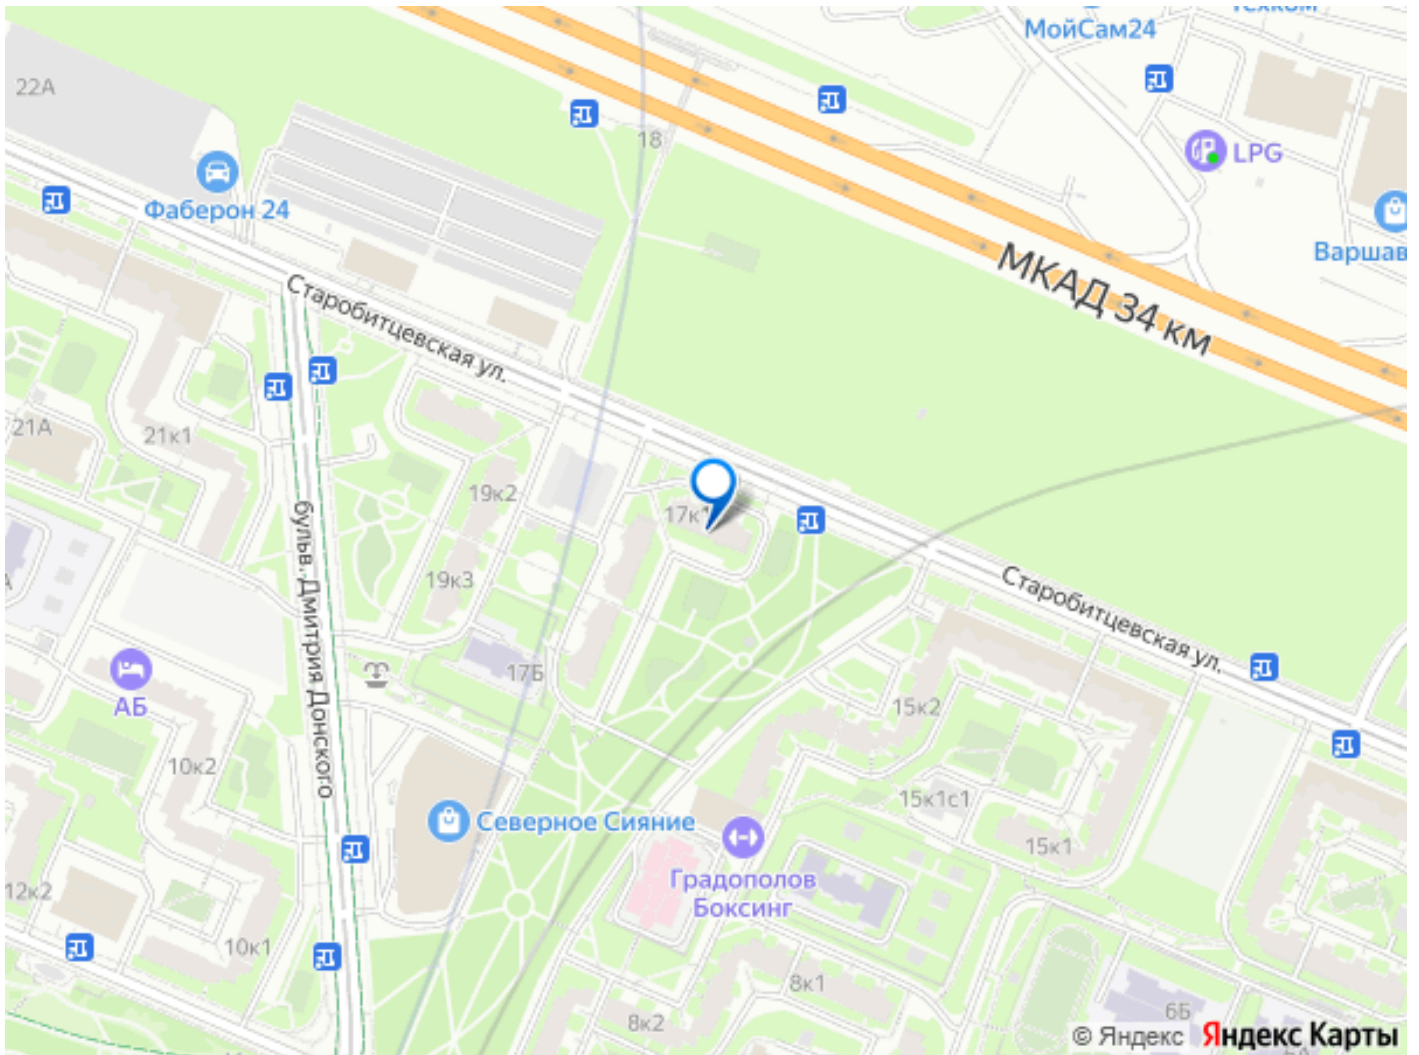 МойСам24
22А
18
LPG
Фаберон 24
Варшав
МКАД 34 км
Старобитцевская ул.
21А
21к1
19к2
17к1
бульв. Дмитрия Донского
19к3
Старобитцевская ул.
17Б
АБ
15к2
10к2
15к1с1
Северное Сияние
15к1
Градополов
Боксинг
12к2
10к1
8к1
8к2
6Б
© Яндекс Яндекс Карты